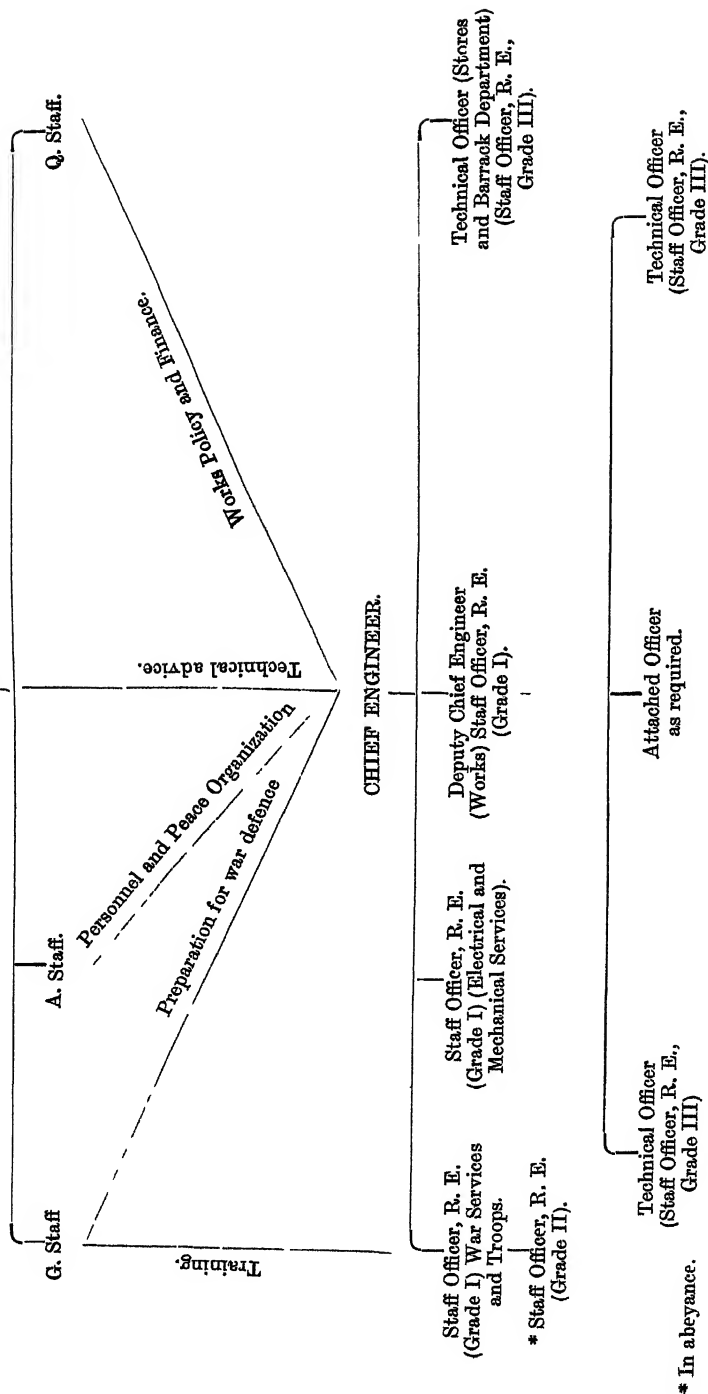 G. Staff
A. Staff.
Q. Staff.
Training.
Preparation for war defence
Personnel and Peace Organization
Technical advice.
Works Policy and Finance.
CHIEF ENGINEER.
Staff Officer, R. E.
(Grade I) War Services
and Troops.
* Staff Officer, R. E.
(Grade II).
Staff Officer, R. E.
(Grade I) (Electrical and
Mechanical Services).
Deputy Chief Engineer
(Works) Staff Officer, R. E.
(Grade I).
Technical Officer (Stores
and Barrack Department)
(Staff Officer, R. E.,
Grade III).
Technical Officer
(Staff Officer, R. E.,
Grade III)
Attached Officer
as required.
Technical Officer
(Staff Officer, R. E.,
Grade III).
* In abeyance.